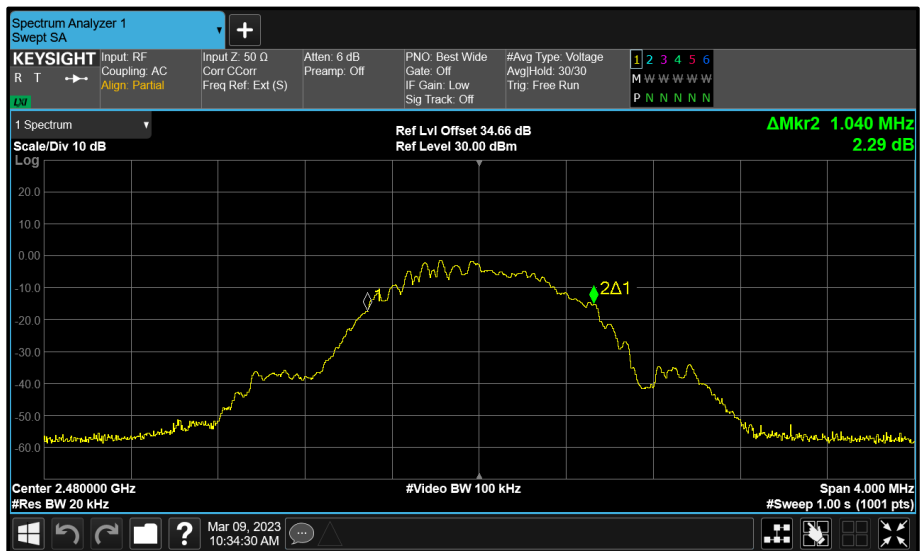 Spectrum Analyzer 1
Swept SA
+
KEYSIGHT
R T
LXI
Input: RF
Coupling: AC
Align: Partial
Input Z: 50 Ω
Corr CCorr
Freq Ref: Ext (S)
Atten: 6 dB
Preamp: Off
PNO: Best Wide
Gate: Off
IF Gain: Low
Sig Track: Off
#Avg Type: Voltage
Avg|Hold: 30/30
Trig: Free Run
1 2 3 4 5 6
M W W W W W
P N N N N N
1 Spectrum
Scale/Div 10 dB
Log
Ref Lvl Offset 34.66 dB
Ref Level 30.00 dBm
ΔMkr2 1.040 MHz
2.29 dB
20.0
10.0
0.00
-10.0
-20.0
-30.0
-40.0
-50.0
-60.0
1
2Δ1
Center 2.480000 GHz
#Res BW 20 kHz
#Video BW 100 kHz
Span 4.000 MHz
#Sweep 1.00 s (1001 pts)
?
Mar 09, 2023
10:34:30 AM